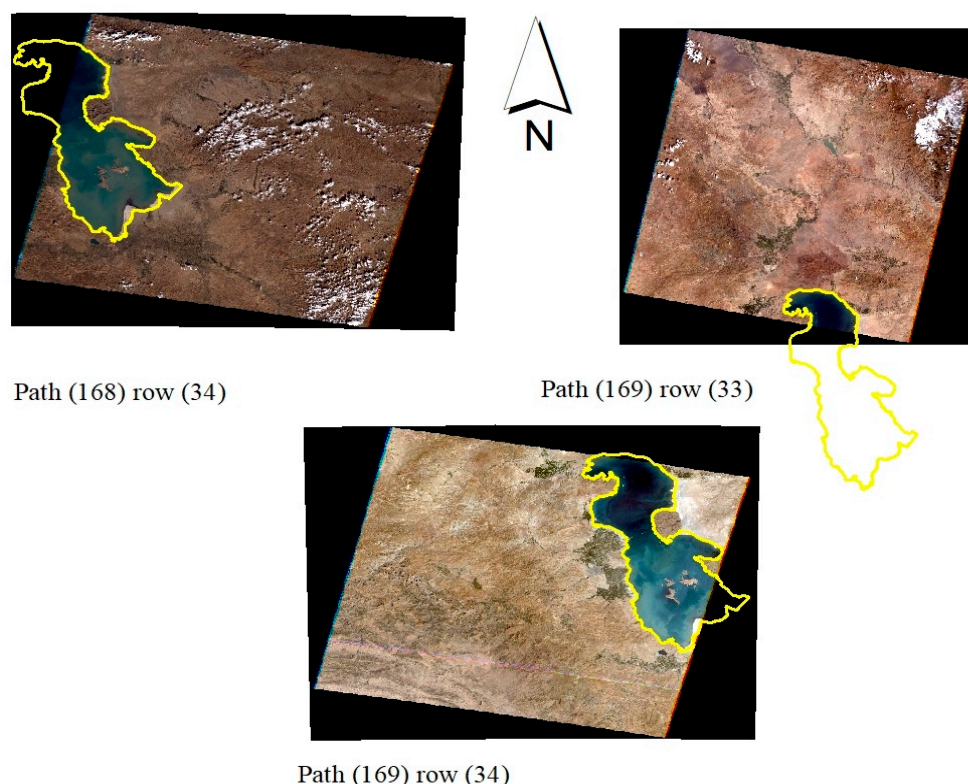 N
Path (168) row (34)
Path (169) row (33)
Path (169) row (34)